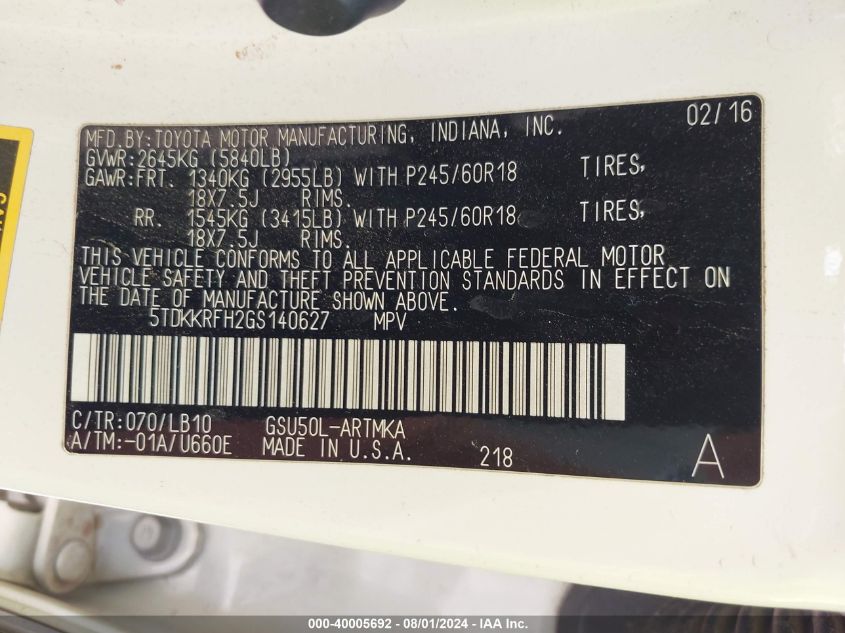 MFD.BY:TOYOTA MOTOR MANUFACTURING, INDIANA, INC. 02/16
GVWR:2645KG (5840LB)
GAWR:FRT. 1340KG (2955LB) WITH P245/60R18 TIRES,
18X7.5J RIMS.
RR. 1545KG (3415LB) WITH P245/60R18 TIRES,
18X7.5J RIMS.
THIS VEHICLE CONFORMS TO ALL APPLICABLE FEDERAL MOTOR
VEHICLE SAFETY AND THEFT PREVENTION STANDARDS IN EFFECT ON
THE DATE OF MANUFACTURE SHOWN ABOVE.
5TDKKRFH2GS140627 MPV
C/TR:070/LB10 GSU50L-ARTMKA
A/TM:-01A/U660E MADE IN U.S.A. 218 A
000-40005692 - 08/01/2024 - IAA Inc.